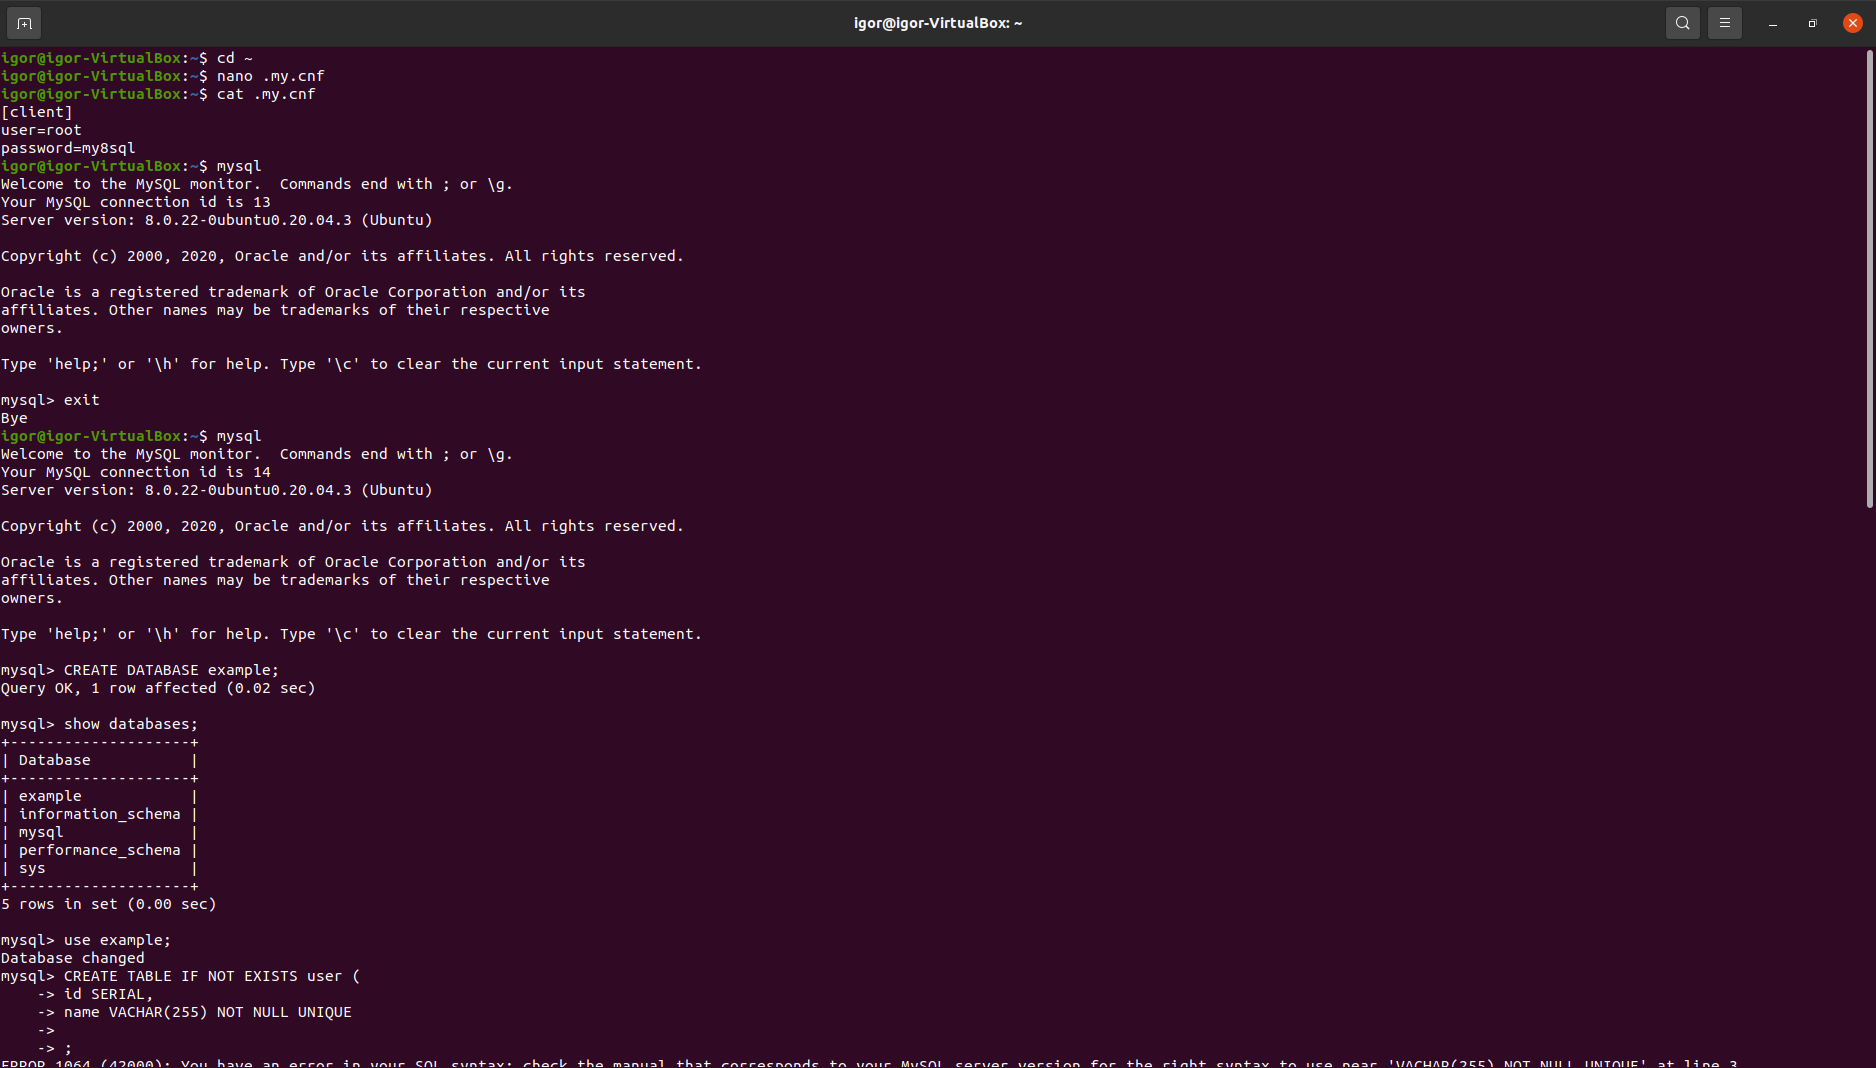 igor@igor-VirtualBox: ~
igor@igor-VirtualBox:~$ cd ~
igor@igor-VirtualBox:~$ nano .my.cnf
igor@igor-VirtualBox:~$ cat .my.cnf
[client]
user=root
password=my8sql
igor@igor-VirtualBox:~$ mysql
Welcome to the MySQL monitor.  Commands end with ; or \g.
Your MySQL connection id is 13
Server version: 8.0.22-0ubuntu0.20.04.3 (Ubuntu)

Copyright (c) 2000, 2020, Oracle and/or its affiliates. All rights reserved.

Oracle is a registered trademark of Oracle Corporation and/or its
affiliates. Other names may be trademarks of their respective
owners.

Type 'help;' or '\h' for help. Type '\c' to clear the current input statement.

mysql> exit
Bye
igor@igor-VirtualBox:~$ mysql
Welcome to the MySQL monitor.  Commands end with ; or \g.
Your MySQL connection id is 14
Server version: 8.0.22-0ubuntu0.20.04.3 (Ubuntu)

Copyright (c) 2000, 2020, Oracle and/or its affiliates. All rights reserved.

Oracle is a registered trademark of Oracle Corporation and/or its
affiliates. Other names may be trademarks of their respective
owners.

Type 'help;' or '\h' for help. Type '\c' to clear the current input statement.

mysql> CREATE DATABASE example;
Query OK, 1 row affected (0.02 sec)

mysql> show databases;
+--------------------+
| Database           |
+--------------------+
| example            |
| information_schema |
| mysql              |
| performance_schema |
| sys                |
+--------------------+
5 rows in set (0.00 sec)

mysql> use example;
Database changed
mysql> CREATE TABLE IF NOT EXISTS user (
    -> id SERIAL,
    -> name VACHAR(255) NOT NULL UNIQUE
    ->
    -> ;
ERROR 1064 (42000): You have an error in your SQL syntax; check the manual that corresponds to your MySQL server version for the right syntax to use near 'VACHAR(255) NOT NULL UNIQUE' at line 3